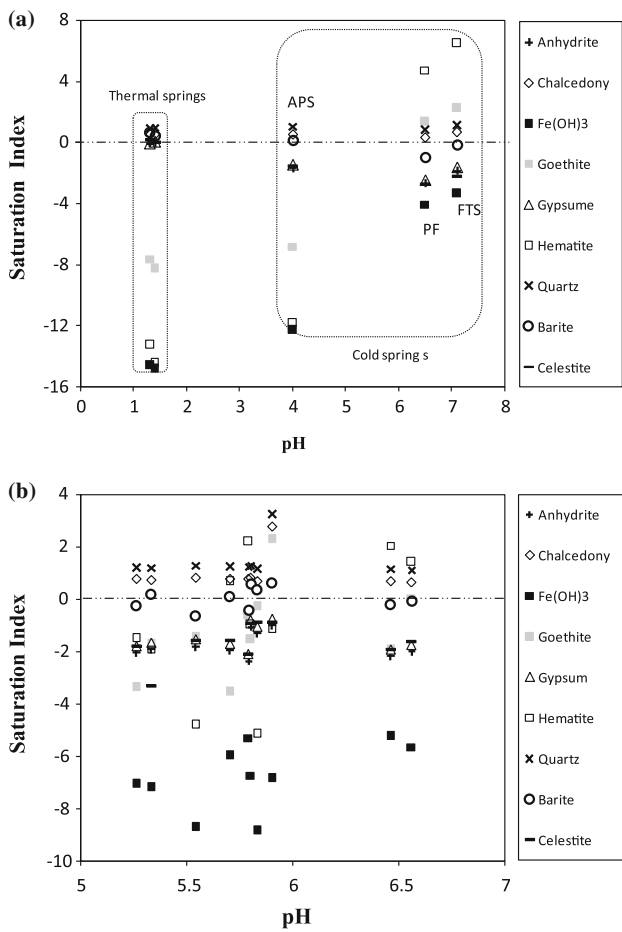 (a)
8
4
0
-4
-8
-12
-16
Saturation Index
0 1 2 3 4 5 6 7 8
pH
Thermal springs
APS
PF
FTS
Cold spring s
Anhydrite
Chalcedony
Fe(OH)3
Goethite
Gypsume
Hematite
Quartz
Barite
Celestite
(b)
4
2
0
-2
-4
-6
-8
-10
Saturation Index
5 5.5 6 6.5 7
pH
Anhydrite
Chalcedony
Fe(OH)3
Goethite
Gypsum
Hematite
Quartz
Barite
Celestite